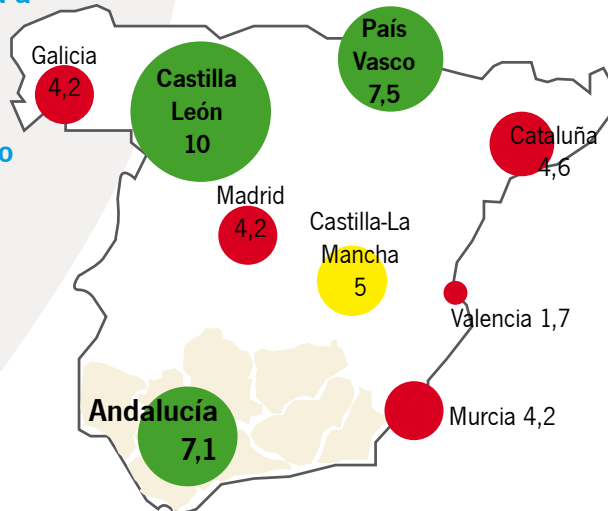 a
o
Galicia
4,2
Castilla
León
10
País
Vasco
7,5
Cataluña
4,6
Madrid
4,2
Castilla-La
Mancha
5
Valencia 1,7
Andalucía
7,1
Murcia 4,2